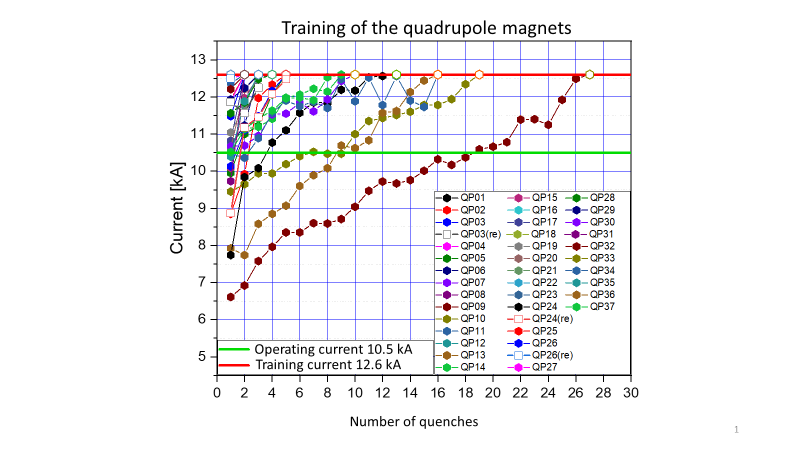 Training of the quadrupole magnets
Current [kA]
13
12
11
10
9
8
7
6
5
QP01 QP15 QP28
QP02 QP16 QP29
QP03 QP17 QP30
QP03(re) QP18 QP31
QP04 QP19 QP32
QP05 QP20 QP33
QP06 QP21 QP34
QP07 QP22 QP35
QP08 QP23 QP36
QP09 QP24 QP37
QP10 QP24(re)
QP11 QP25
QP12 QP26
QP13 QP26(re)
QP14 QP27
Operating current 10.5 kA
Training current 12.6 kA
0 2 4 6 8 10 12 14 16 18 20 22 24 26 28 30
Number of quenches
1